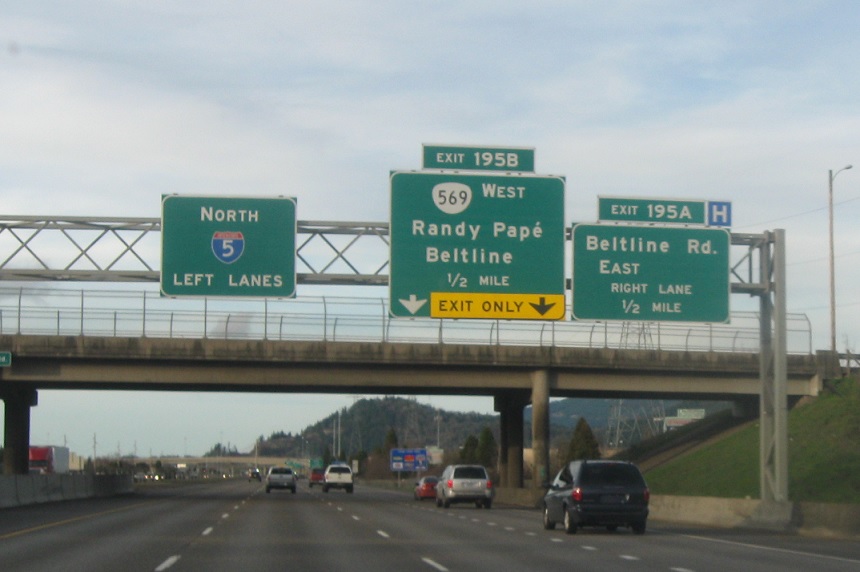 NORTH
5
LEFT LANES
EXIT 195B
569 WEST
Randy Papé
Beltline
1/2 MILE
EXIT ONLY
EXIT 195A H
Beltline Rd.
EAST
RIGHT LANE
1/2 MILE